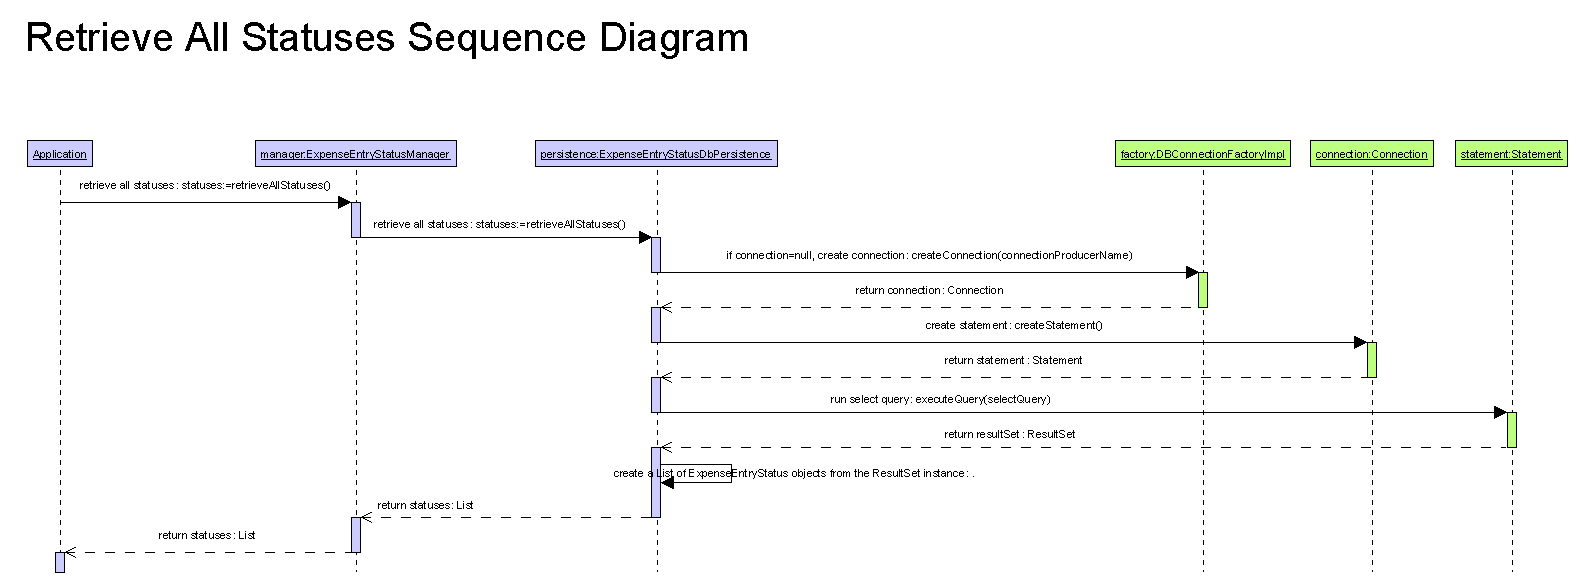 Retrieve All Statuses Sequence Diagram
Application
manager:ExpenseEntryStatusManager
persistence:ExpenseEntryStatusDbPersistence
factory:DBConnectionFactoryImpl
connection:Connection
statement:Statement
retrieve all statuses : statuses:=retrieveAllStatuses()
retrieve all statuses : statuses:=retrieveAllStatuses()
if connection=null, create connection: createConnection(connectionProducerName)
return connection: Connection
create statement : createStatement()
return statement : Statement
run select query: executeQuery(selectQuery)
return resultSet : ResultSet
create a List of ExpenseEntryStatus objects from the ResultSet instance : .
return statuses: List
return statuses : List